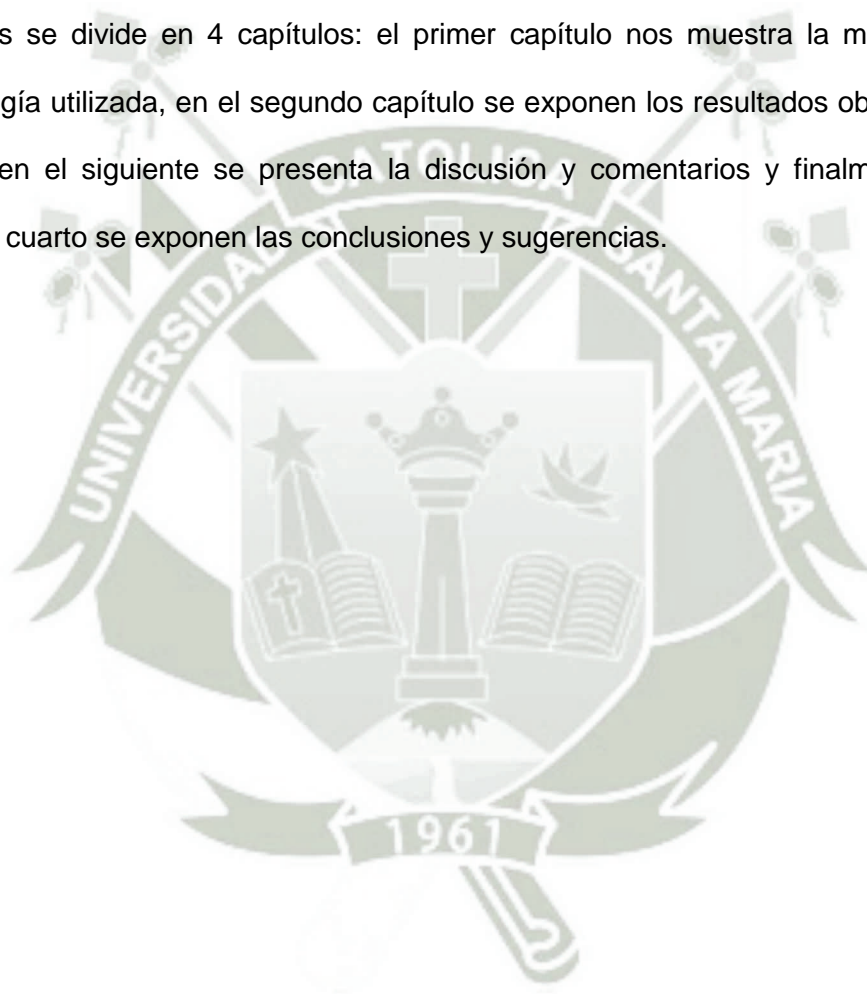 s se divide en 4 capítulos: el primer capítulo nos muestra la m
gía utilizada, en el segundo capítulo se exponen los resultados ob
en el siguiente se presenta la discusión y comentarios y finalm
cuarto se exponen las conclusiones y sugerencias.
UNIVERSIDAD CATOLICA SANTA MARIA
1961